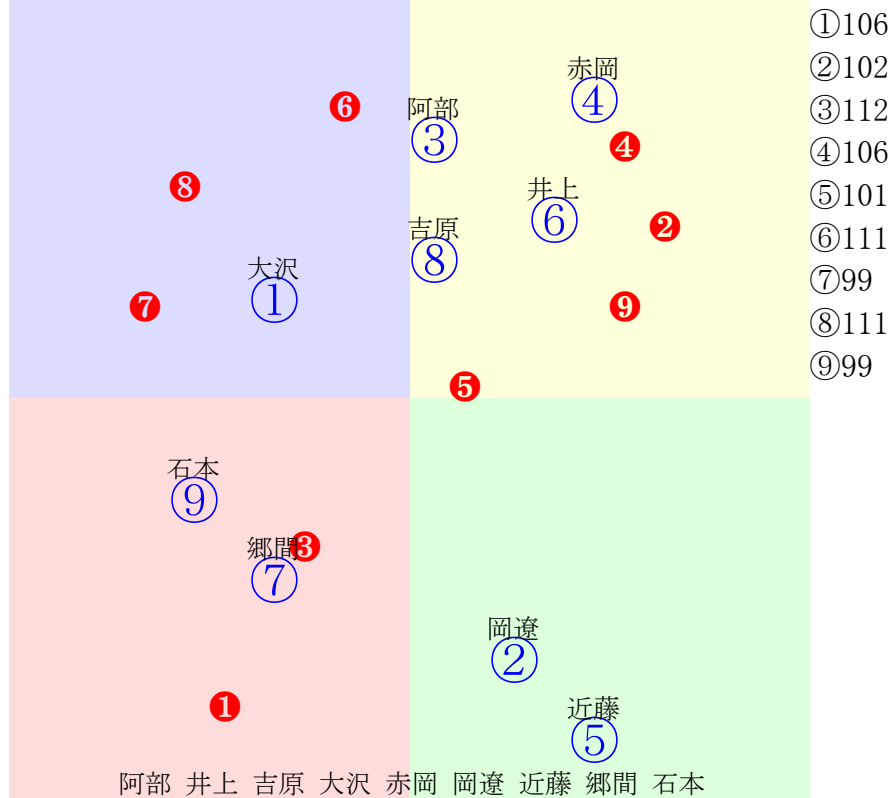 ①106
赤岡
②102
④
❻
阿部
③112
③
❹
④106
❽
井上
⑤101
⑥
❷
吉原
⑥111
⑧
大沢
⑦99
①
❼
❾
⑧111
⑨99
❺
石本
⑨
郷間
❸
⑦
岡遼
②
❶
近藤
⑤
阿部 井上 吉原 大沢 赤岡 岡遼 近藤 郷間 石本